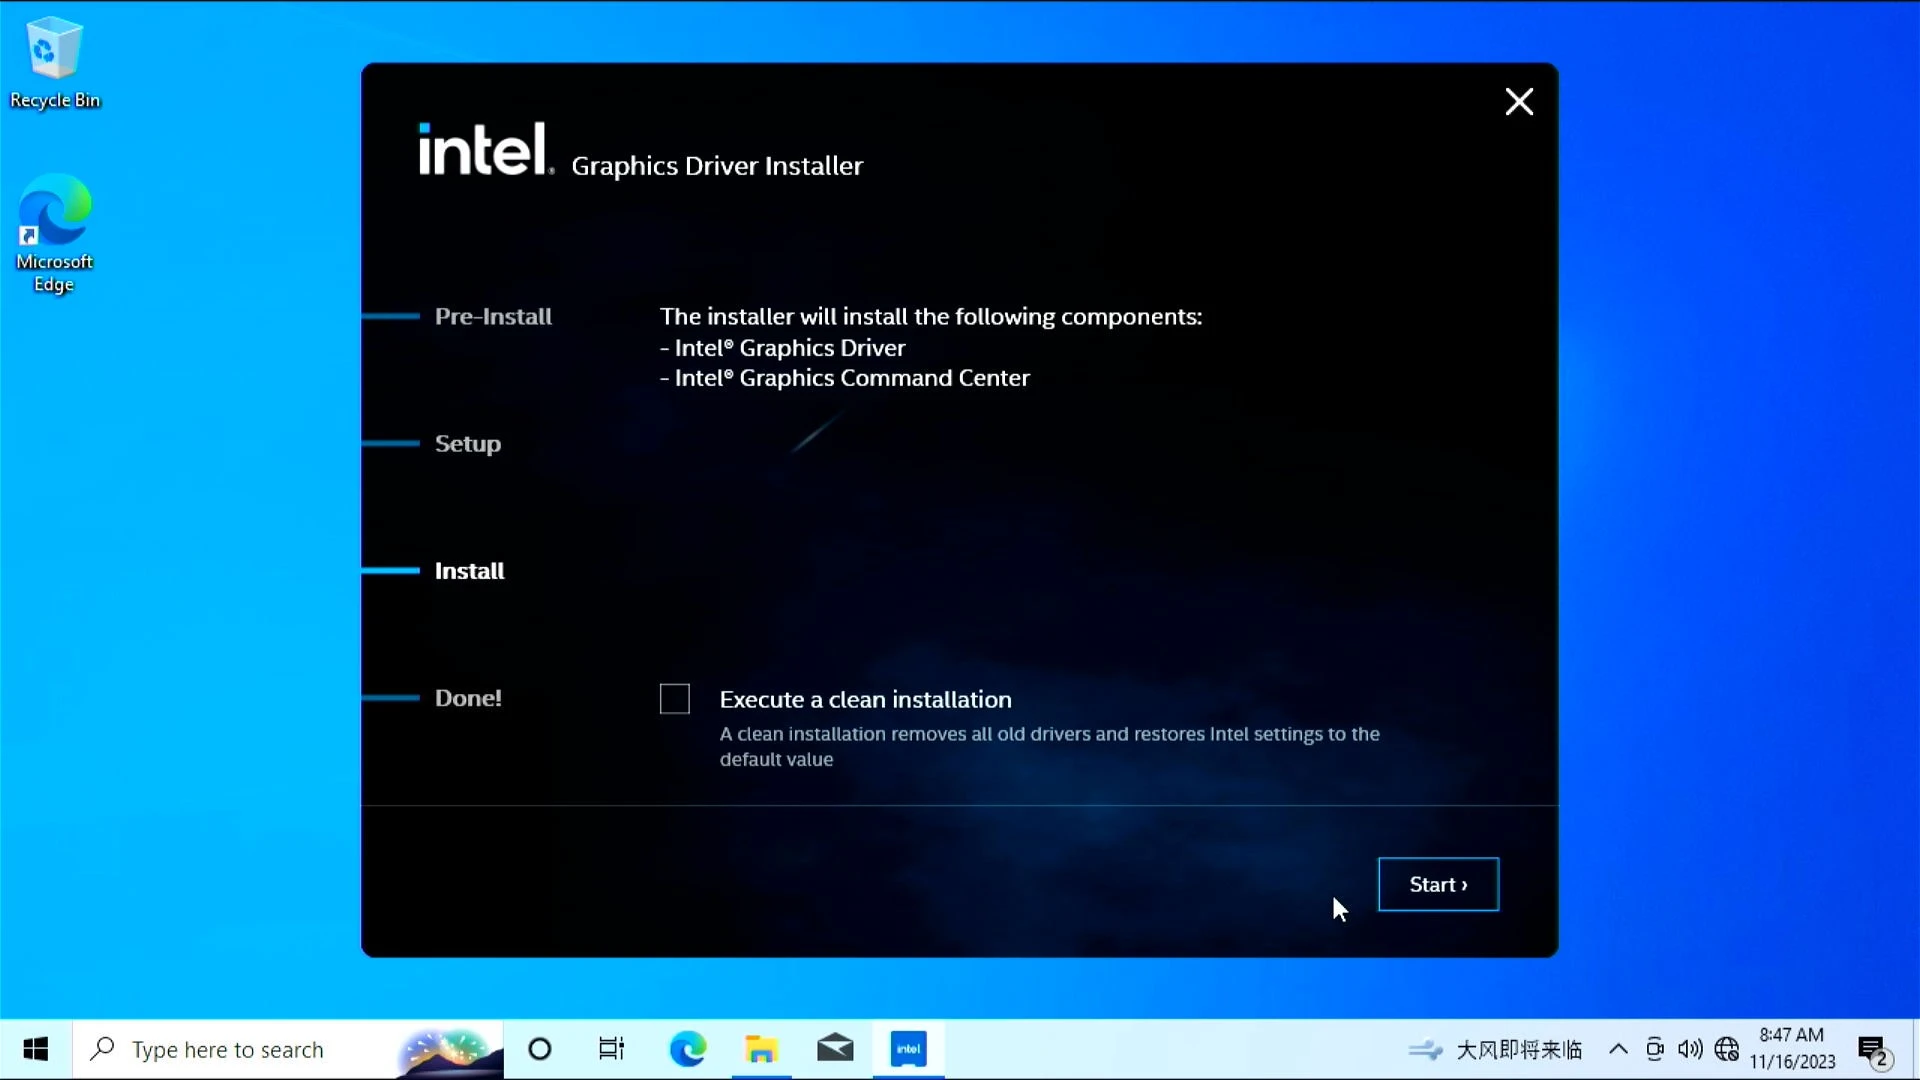 Recycle Bin
Microsoft
Edge
intel.
Graphics Driver Installer
Pre-Install
Setup
Install
Done!
The installer will install the following components:
- Intel® Graphics Driver
- Intel® Graphics Command Center
Execute a clean installation
A clean installation removes all old drivers and restores Intel settings to the
default value
Start ›
Type here to search
intel
大风即将来临
8:47 AM
11/16/2023
2